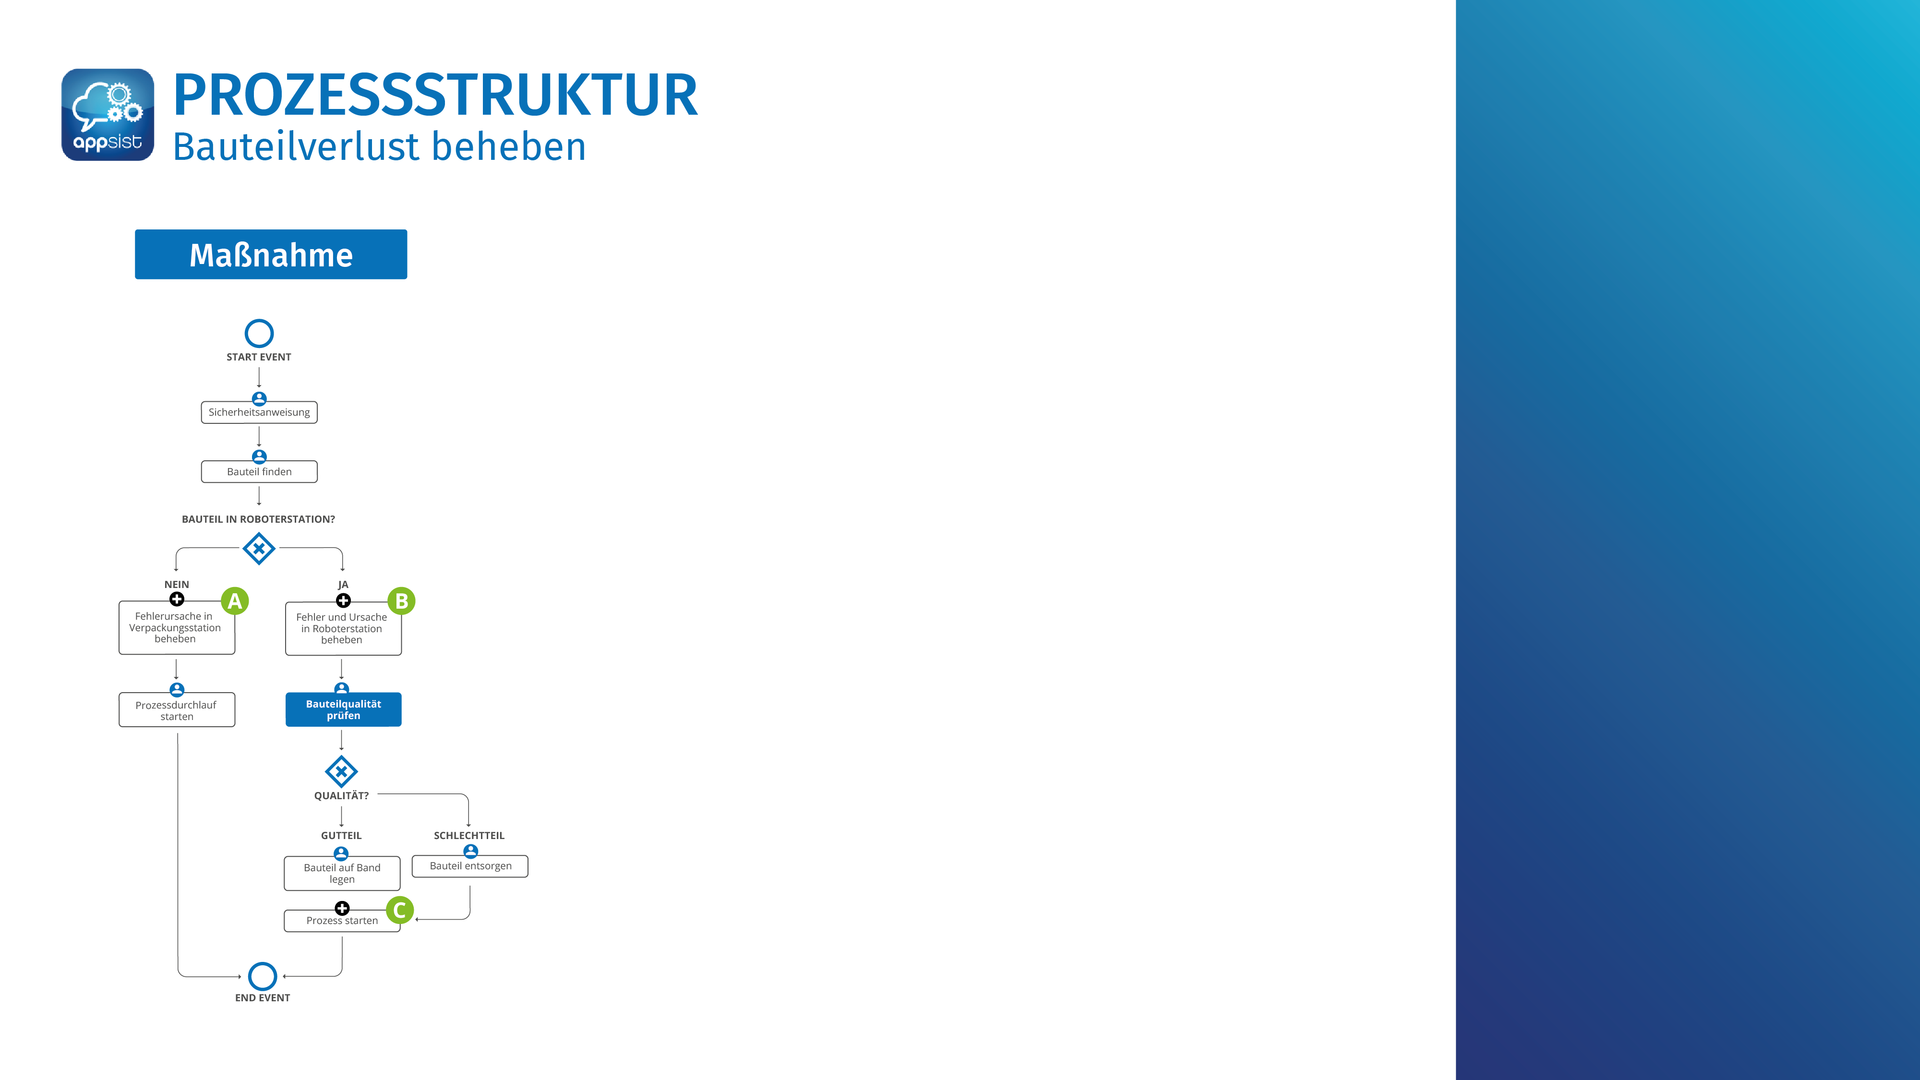 appsist
PROZESSSTRUKTUR
Bauteilverlust beheben
Maßnahme
START EVENT
Sicherheitsanweisung
Bauteil finden
BAUTEIL IN ROBOTERSTATION?
NEIN
A
Fehlerursache in
Verpackungsstation
beheben
Prozessdurchlauf
starten
JA
B
Fehler und Ursache
in Roboterstation
beheben
Bauteilqualität
prüfen
QUALITÄT?
GUTTEIL
Bauteil auf Band
legen
SCHLECHTTEIL
Bauteil entsorgen
C
Prozess starten
END EVENT